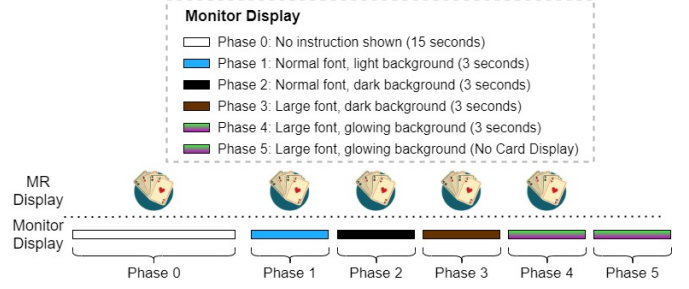 Monitor Display
Phase 0: No instruction shown (15 seconds)
Phase 1: Normal font, light background (3 seconds)
Phase 2: Normal font, dark background (3 seconds)
Phase 3: Large font, dark background (3 seconds)
Phase 4: Large font, glowing background (3 seconds)
Phase 5: Large font, glowing background (No Card Display)
MR
Display
Monitor
Display
Phase 0 Phase 1 Phase 2 Phase 3 Phase 4 Phase 5